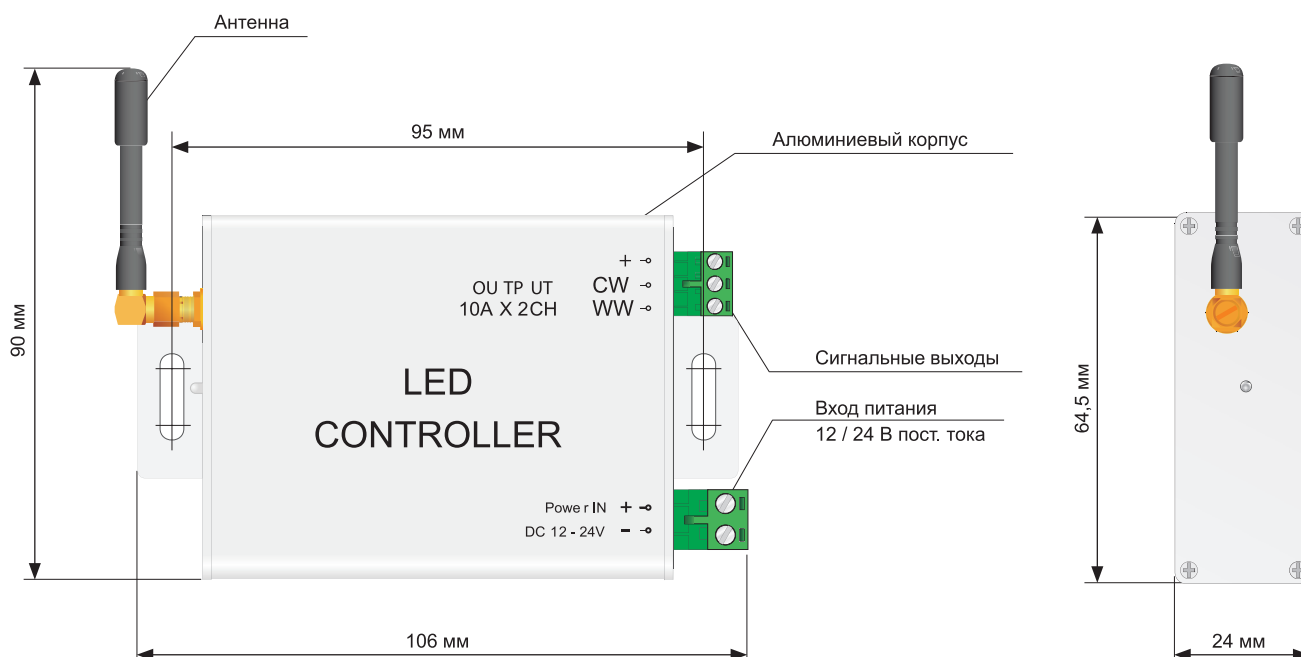 Антенна
95 мм
Алюминиевый корпус
90 мм
+
OU TP UT CW
10A X 2CH WW
Сигнальные выходы
LED
CONTROLLER
Вход питания
12 / 24 В пост. тока
64,5 мм
Powe r IN +
DC 12 - 24V -
106 мм
24 мм